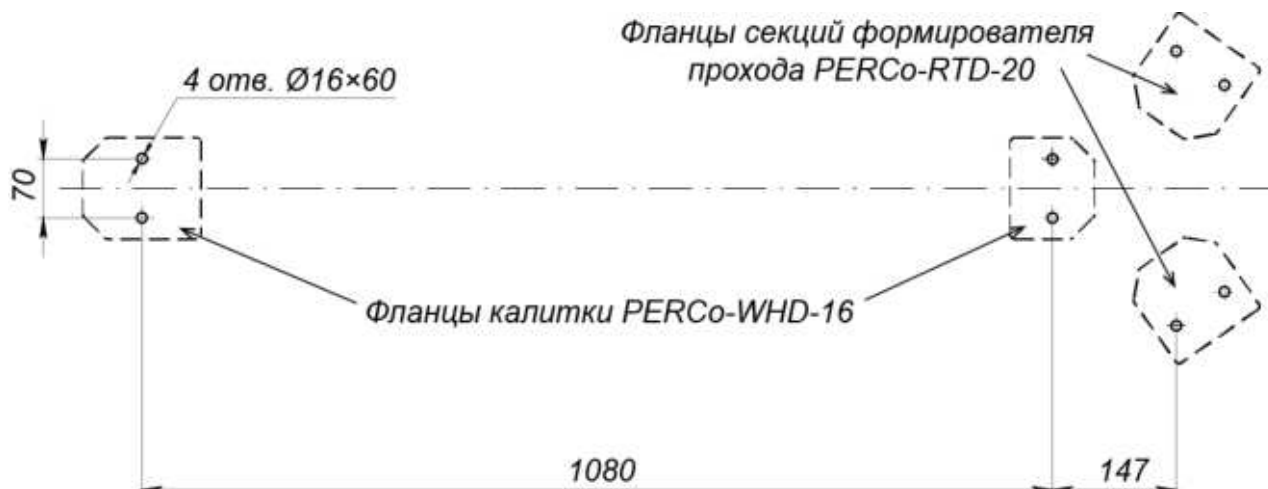 Фланцы секций формирователя
прохода PERCo-RTD-20
4 отв. Ø16×60
70
Фланцы калитки PERCo-WHD-16
1080
147